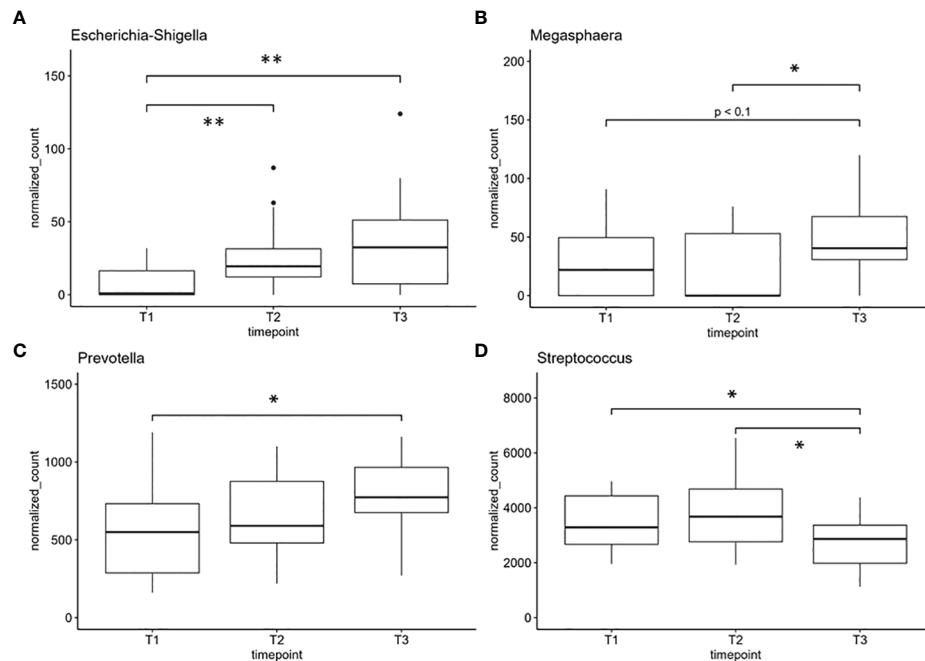 A
Escherichia-Shigella
normalized_count
150
100
50
0
**
**
T1 T2 T3
timepoint
B
Megasphaera
normalized_count
200
150
100
50
0
*
p < 0.1
T1 T2 T3
timepoint
C
Prevotella
normalized_count
1500
1000
500
0
*
T1 T2 T3
timepoint
D
Streptococcus
normalized_count
8000
6000
4000
2000
0
*
*
T1 T2 T3
timepoint